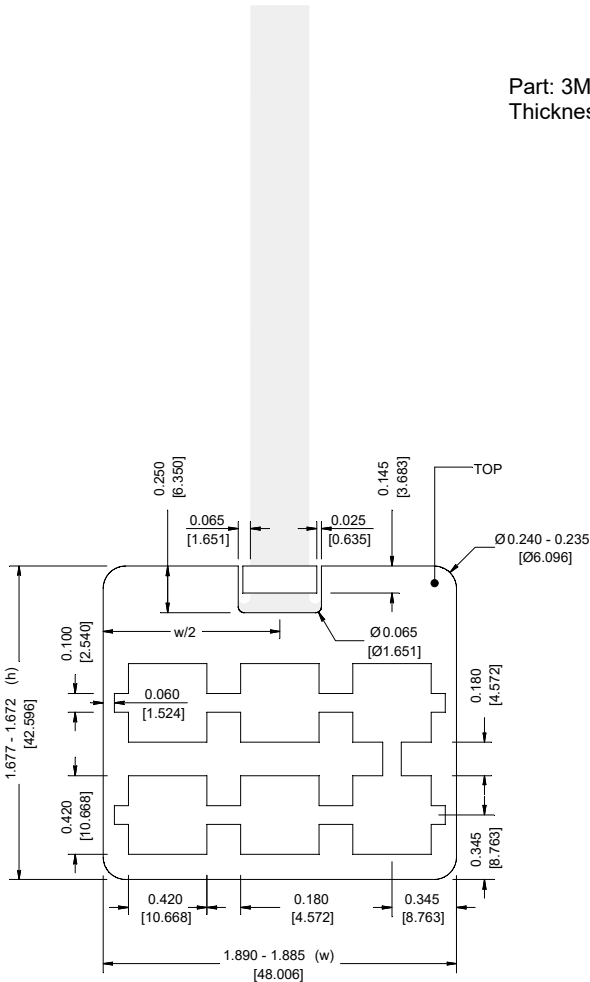 Part: 3M
Thicknes
0.250
[6.350]
0.145
[3.683]
TOP
0.065
[1.651]
0.025
[0.635]
Ø0.240 - 0.235
[Ø6.096]
w/2
Ø0.065
[Ø1.651]
0.100
[2.540]
0.060
[1.524]
0.180
[4.572]
1.677 - 1.672 (h)
[42.596]
0.420
[10.668]
0.345
[8.763]
0.420
[10.668]
0.180
[4.572]
0.345
[8.763]
1.890 - 1.885 (w)
[48.006]